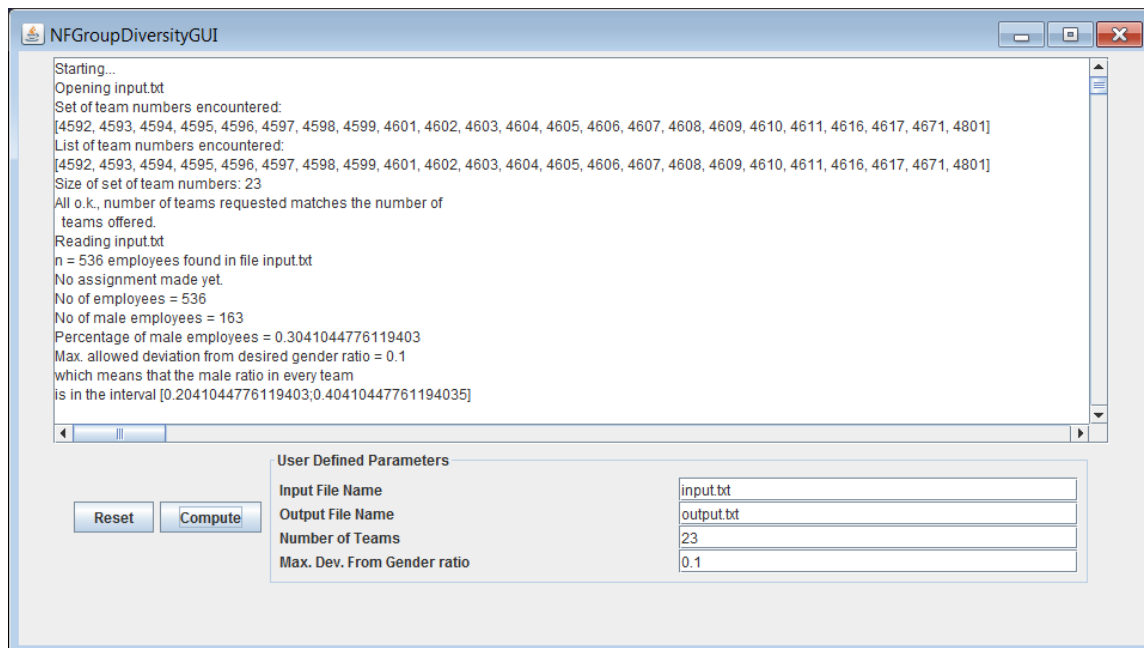 NFGroupDiversityGUI
Starting...
Opening input.txt
Set of team numbers encountered:
[4592, 4593, 4594, 4595, 4596, 4597, 4598, 4599, 4601, 4602, 4603, 4604, 4605, 4606, 4607, 4608, 4609, 4610, 4611, 4616, 4617, 4671, 4801]
List of team numbers encountered:
[4592, 4593, 4594, 4595, 4596, 4597, 4598, 4599, 4601, 4602, 4603, 4604, 4605, 4606, 4607, 4608, 4609, 4610, 4611, 4616, 4617, 4671, 4801]
Size of set of team numbers: 23
All o.k., number of teams requested matches the number of
teams offered.
Reading input.txt
n = 536 employees found in file input.txt
No assignment made yet.
No of employees = 536
No of male employees = 163
Percentage of male employees = 0.3041044776119403
Max. allowed deviation from desired gender ratio = 0.1
which means that the male ratio in every team
is in the interval [0.2041044776119403;0.40410447761194035]
User Defined Parameters
Input File Name input.txt
Reset Compute Output File Name output.txt
Number of Teams 23
Max. Dev. From Gender ratio 0.1